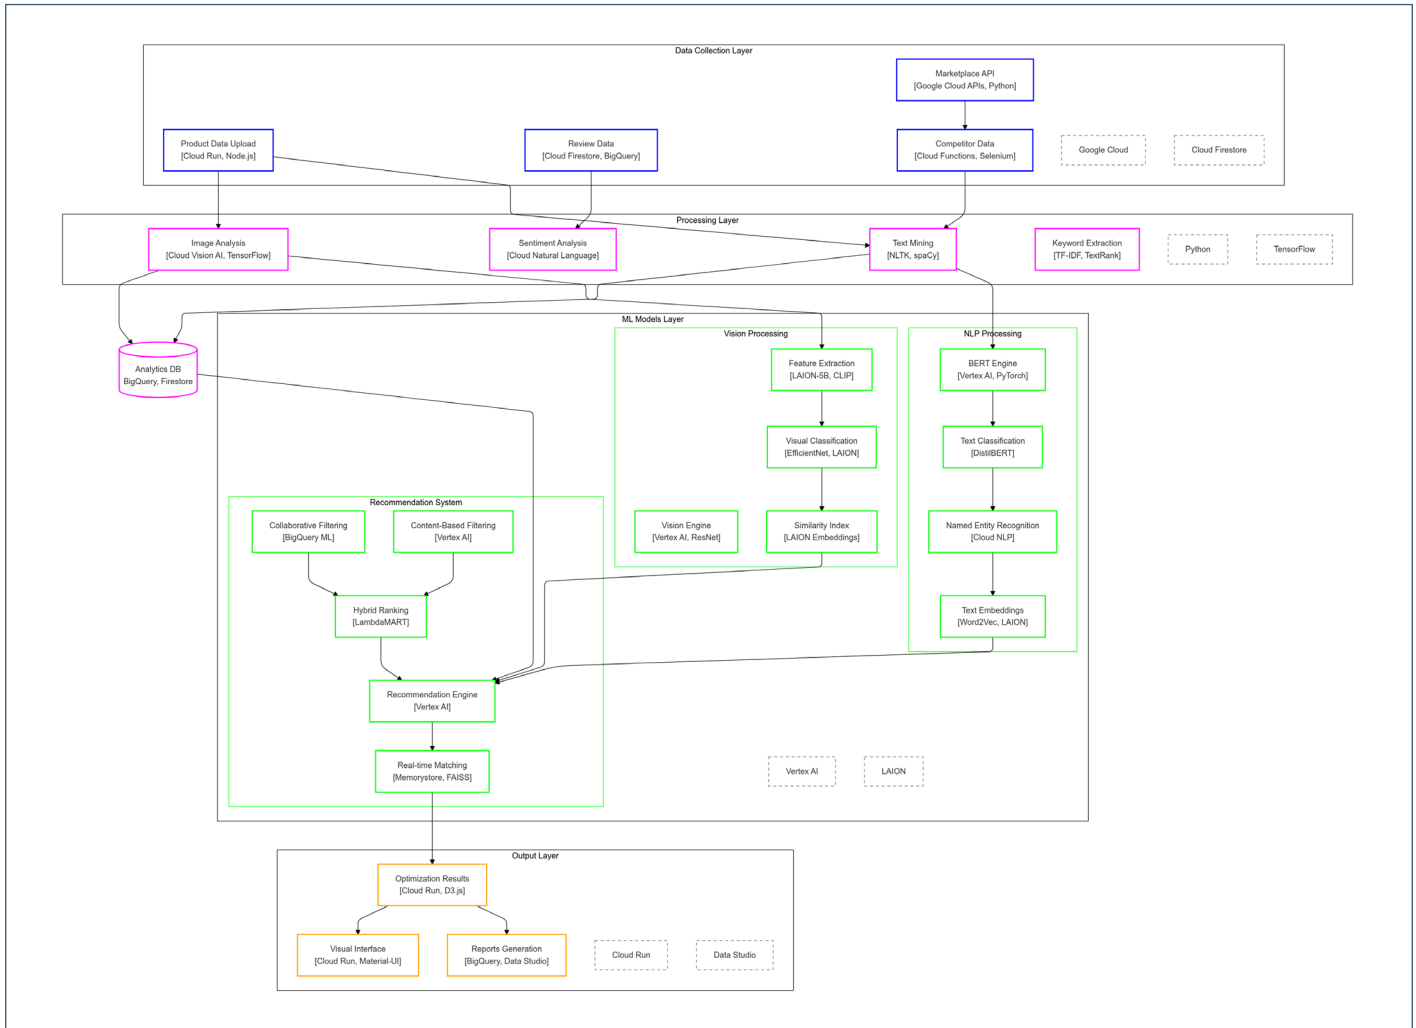 Data Collection Layer
Marketplace API
[Google Cloud APIs, Python]
Product Data Upload
[Cloud Run, Node.js]
Review Data
[Cloud Firestore, BigQuery]
Competitor Data
[Cloud Functions, Selenium]
Google Cloud
Cloud Firestore
Processing Layer
Image Analysis
[Cloud Vision AI, TensorFlow]
Sentiment Analysis
[Cloud Natural Language]
Text Mining
[NLTK, spaCy]
Keyword Extraction
[TF-IDF, TextRank]
Python
TensorFlow
ML Models Layer
Analytics DB
BigQuery, Firestore
Vision Processing
Feature Extraction
[LAION-5B, CLIP]
Visual Classification
[EfficientNet, LAION]
Vision Engine
[Vertex AI, ResNet]
Similarity Index
[LAION Embeddings]
NLP Processing
BERT Engine
[Vertex AI, PyTorch]
Text Classification
[DistilBERT]
Named Entity Recognition
[Cloud NLP]
Text Embeddings
[Word2Vec, LAION]
Recommendation System
Collaborative Filtering
[BigQuery ML]
Content-Based Filtering
[Vertex AI]
Hybrid Ranking
[LambdaMART]
Recommendation Engine
[Vertex AI]
Real-time Matching
[Memorystore, FAISS]
Vertex AI
LAION
Output Layer
Optimization Results
[Cloud Run, D3.js]
Visual Interface
[Cloud Run, Material-UI]
Reports Generation
[BigQuery, Data Studio]
Cloud Run
Data Studio